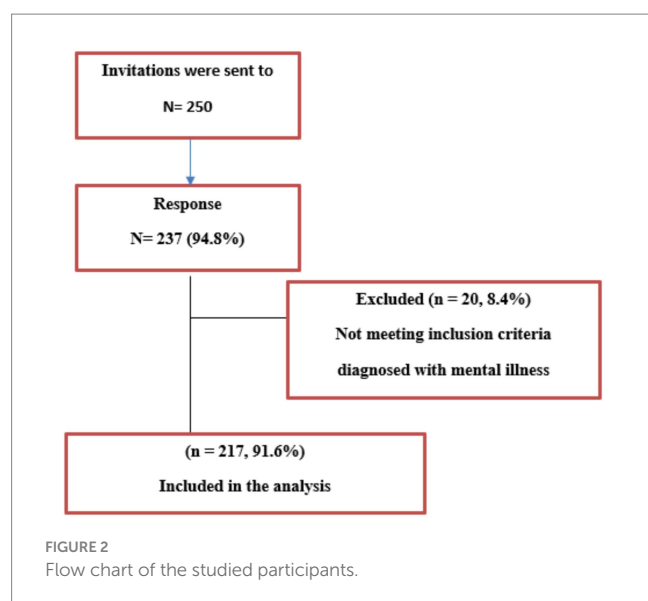 Invitations were sent to
N= 250
Response
N= 237 (94.8%)
Excluded (n = 20, 8.4%)
Not meeting inclusion criteria
diagnosed with mental illness
(n = 217, 91.6%)
Included in the analysis
FIGURE 2
Flow chart of the studied participants.